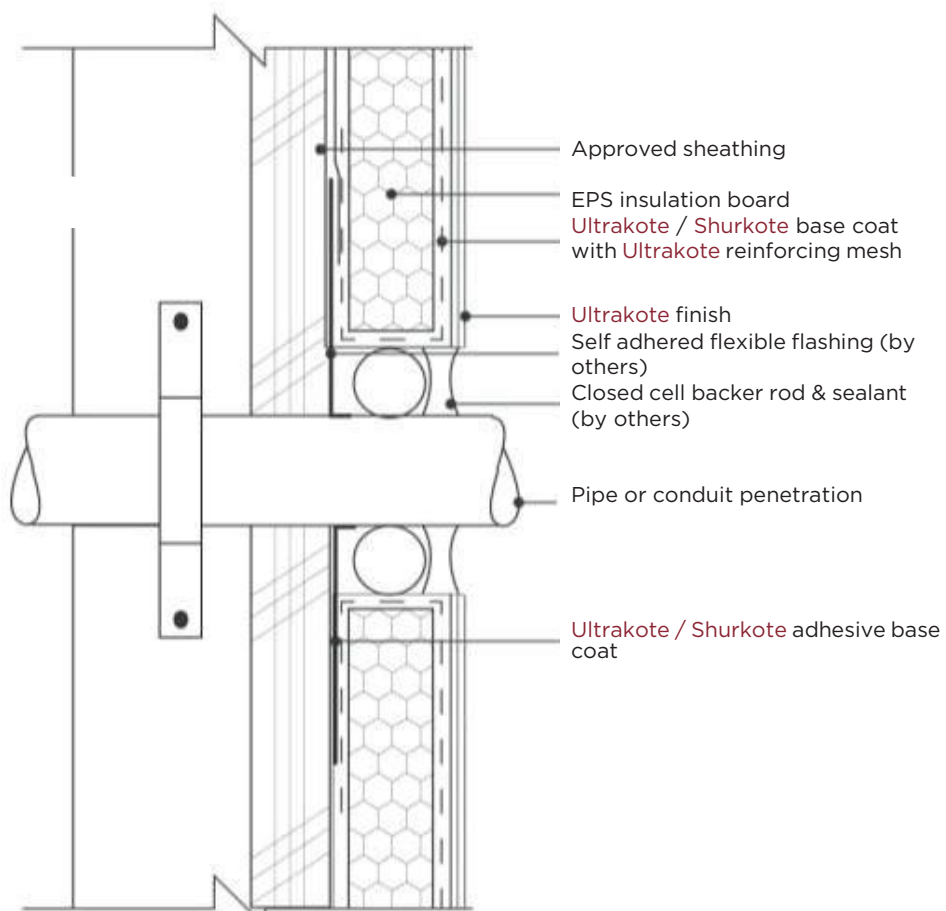 Approved sheathing
EPS insulation board
Ultrakote / Shurkote base coat
with Ultrakote reinforcing mesh
Ultrakote finish
Self adhered flexible flashing (by
others)
Closed cell backer rod & sealant
(by others)
Pipe or conduit penetration
Ultrakote / Shurkote adhesive base
coat